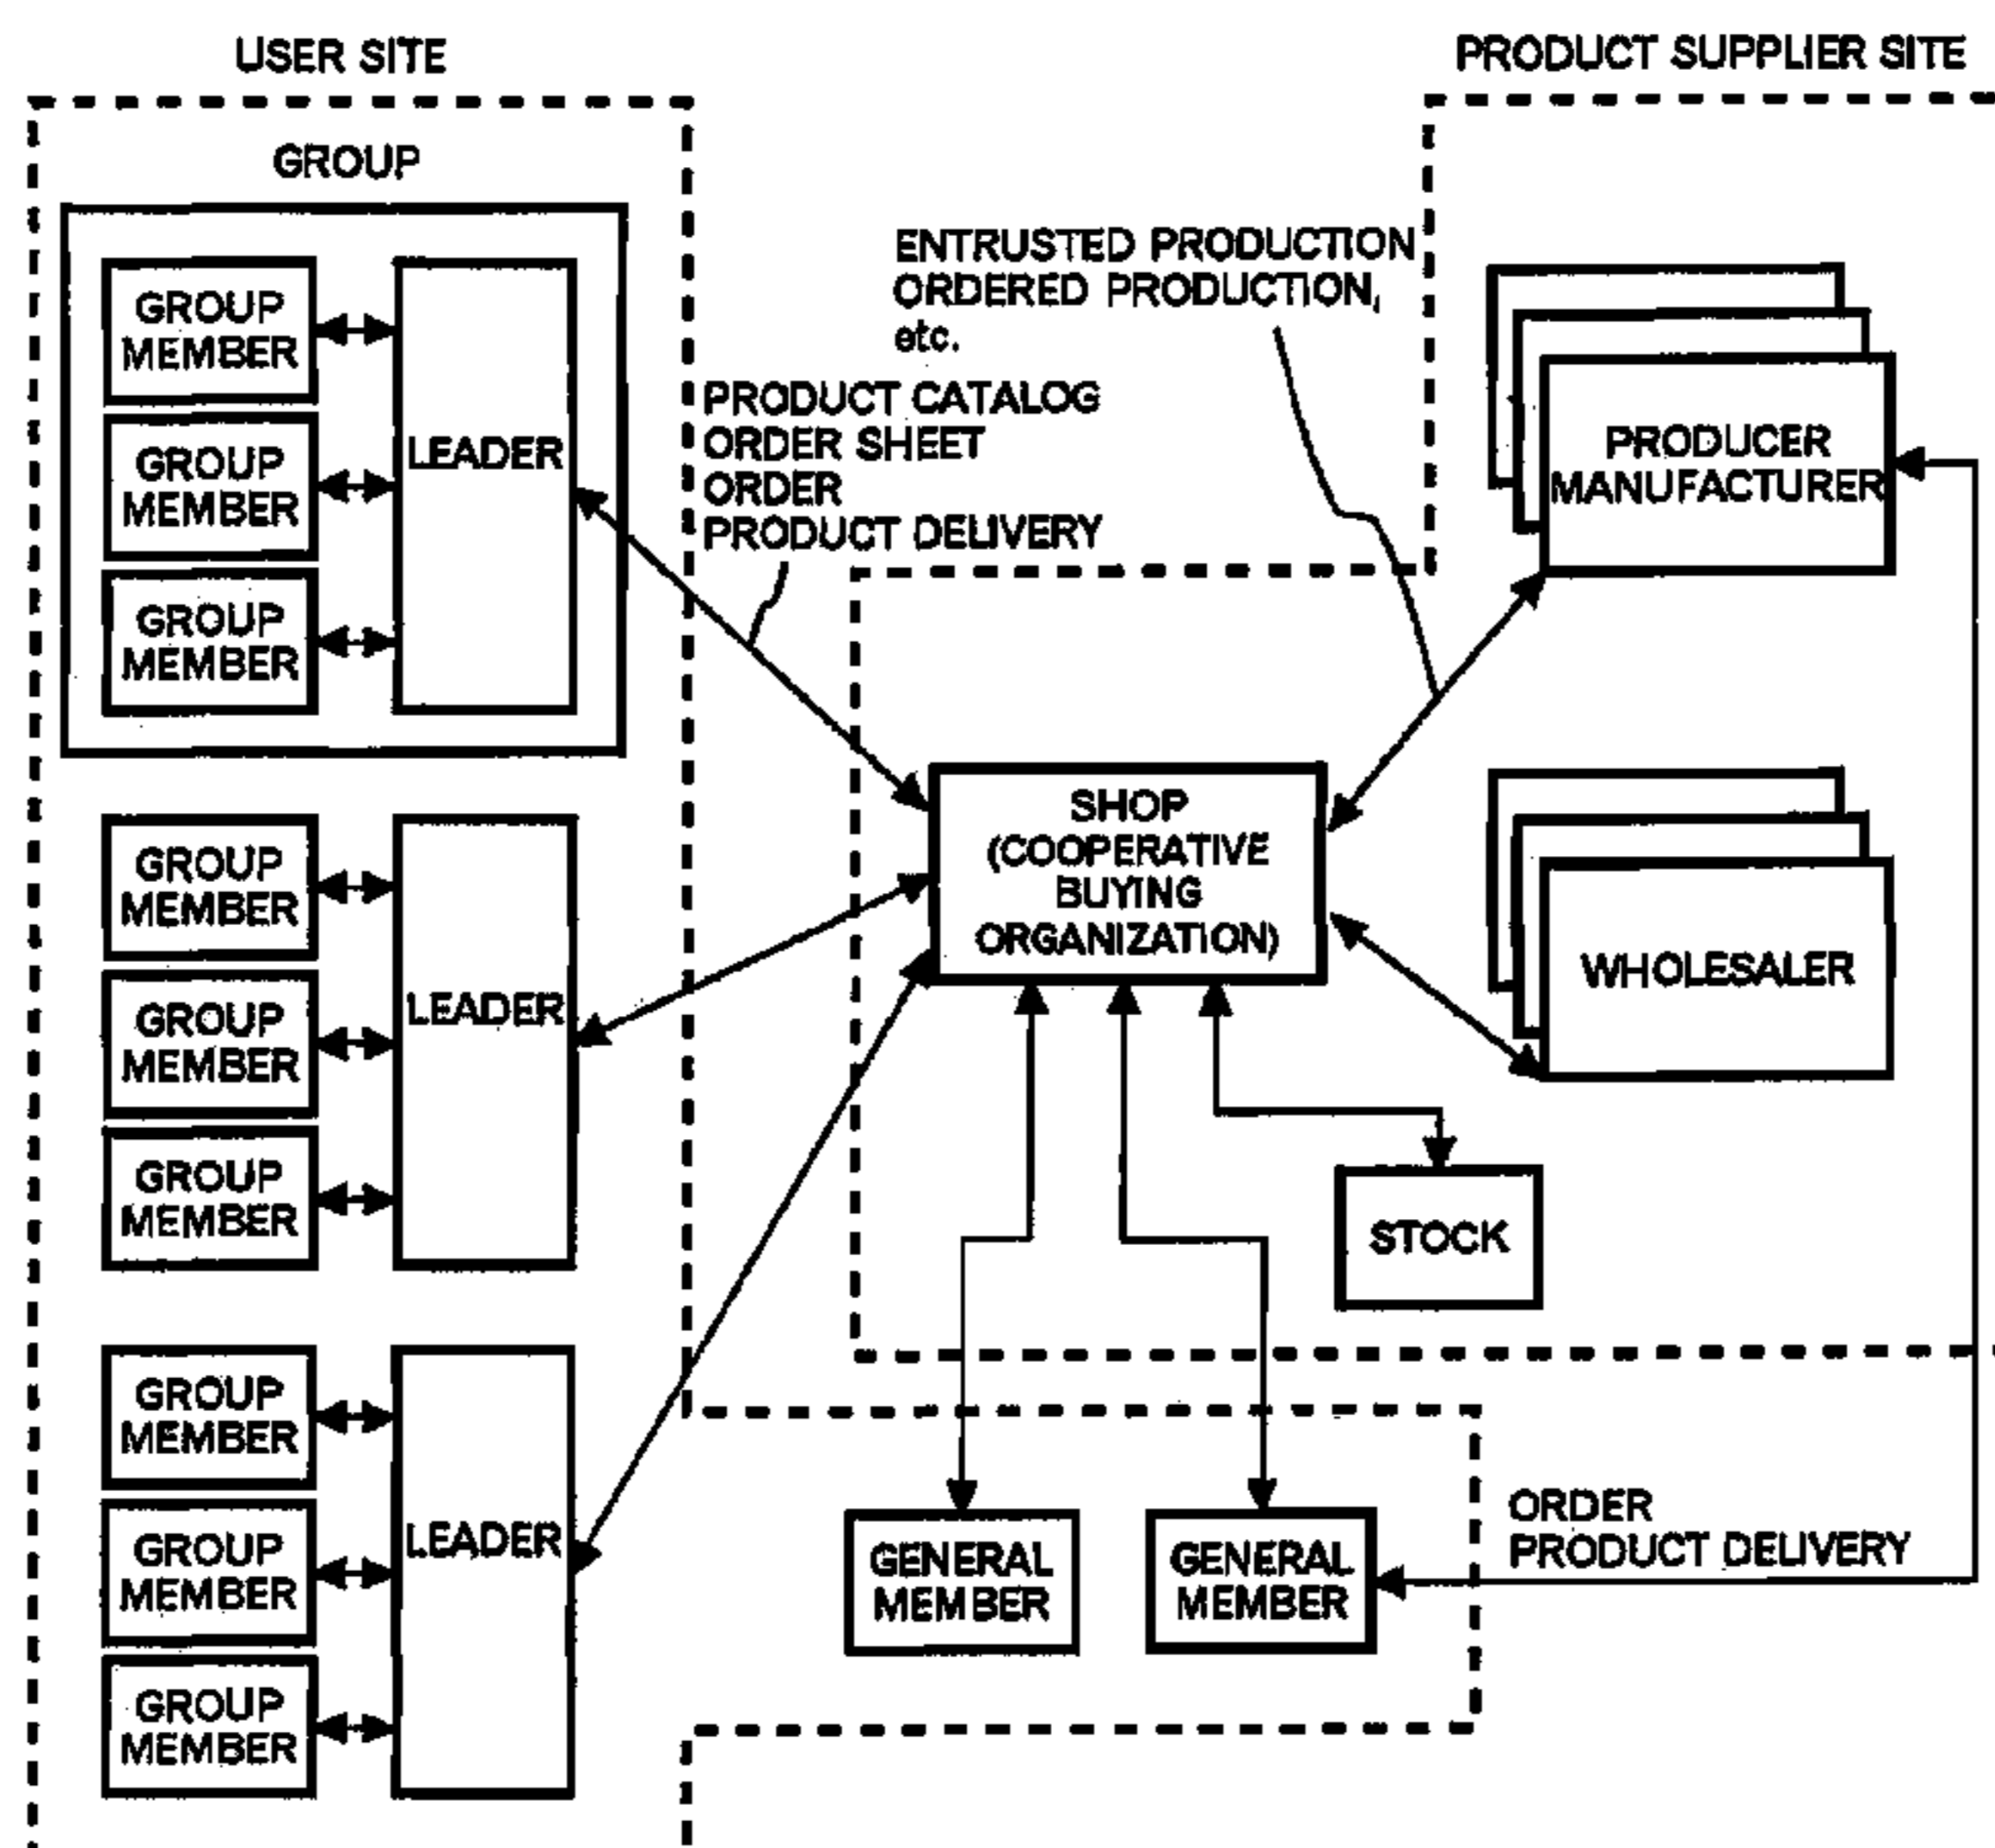 USER SITE
PRODUCT SUPPLIER SITE
GROUP
GROUP
MEMBER
GROUP
MEMBER
GROUP
MEMBER
LEADER
ENTRUSTED PRODUCTION
ORDERED PRODUCTION,
etc.
PRODUCT CATALOG
ORDER SHEET
ORDER
PRODUCT DELIVERY
PRODUCER
MANUFACTURER
SHOP
(COOPERATIVE
BUYING
ORGANIZATION)
WHOLESALER
GROUP
MEMBER
GROUP
MEMBER
GROUP
MEMBER
LEADER
STOCK
GROUP
MEMBER
GROUP
MEMBER
GROUP
MEMBER
LEADER
GENERAL
MEMBER
GENERAL
MEMBER
ORDER
PRODUCT DELIVERY